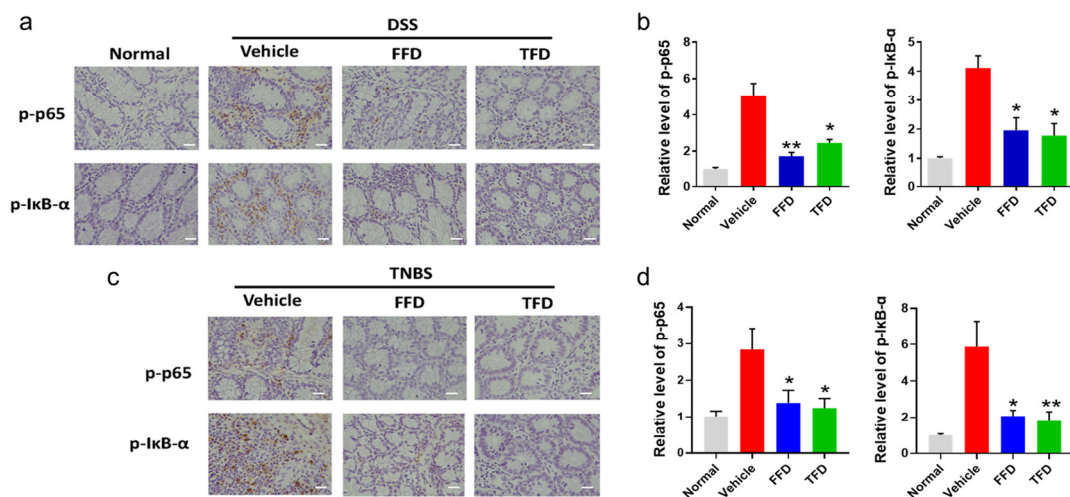 a
DSS
Normal
Vehicle
FFD
TFD
p-p65
p-IκB-α
b
Relative level of p-p65
8
6
4
2
0
**
*
Normal
Vehicle
FFD
TFD
Relative level of p-IκB-α
5
4
3
2
1
0
*
*
Normal
Vehicle
FFD
TFD
c
TNBS
Vehicle
FFD
TFD
p-p65
p-IκB-α
d
Relative level of p-p65
4
3
2
1
0
*
*
Normal
Vehicle
FFD
TFD
Relative level of p-IκB-α
8
6
4
2
0
*
**
Normal
Vehicle
FFD
TFD